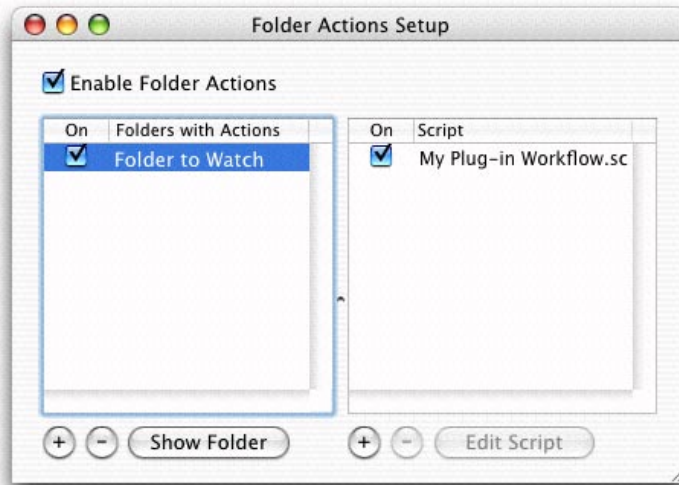 Folder Actions Setup
Enable Folder Actions
On Folders with Actions
Folder to Watch
On Script
My Plug-in Workflow.sc
+ - Show Folder
+ - Edit Script